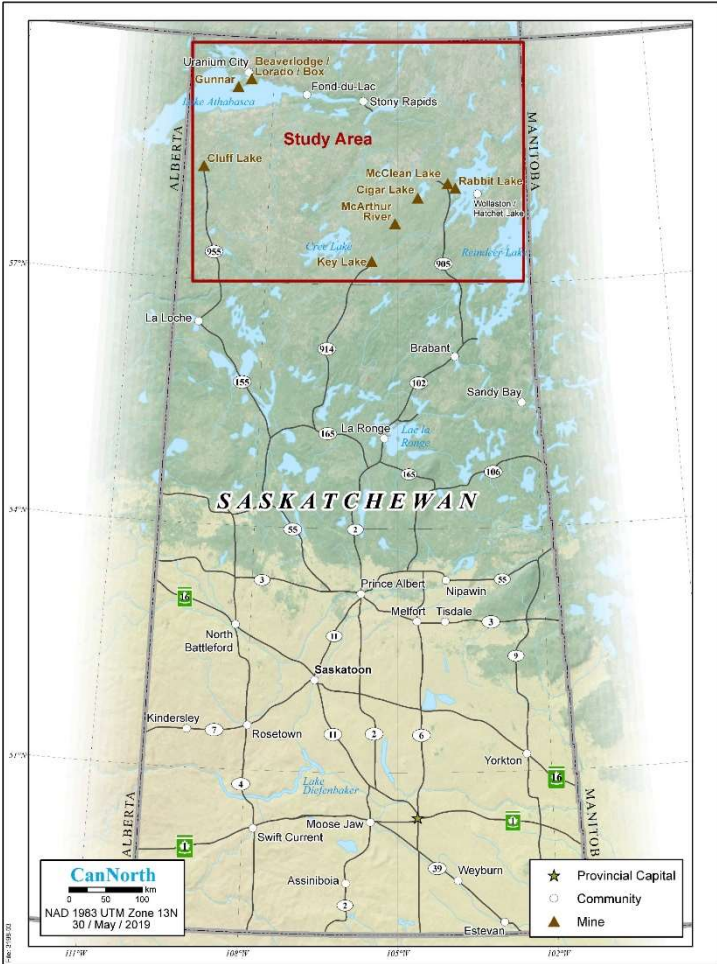 Uranium City
Beaverlodge /
Lorado / Box
Gunnar
Fond-du-Lac
Lake Athabasca
Stony Rapids
ALBERTA
MANITOBA
Study Area
Cluff Lake
McClean Lake
Rabbit Lake
Cigar Lake
Wollaston /
Hatchet Lake
McArthur
River
Cree Lake
Reindeer Lake
955
57°N
Key Lake
905
La Loche
914
Brabant
155
102
Sandy Bay
La Ronge
Lac la
Ronge
165
165
106
SASKATCHEWAN
54°N
55
2
3
Prince Albert
55
16
Nipawin
Melfort
Tisdale
3
North
Battleford
11
9
Saskatoon
Kindersley
7
Rosetown
11
2
6
51°N
Yorkton
16
4
Lake
Diefenbaker
ALBERTA
MANITOB
Moose Jaw
1
1
Swift Current
39
Weyburn
Assiniboia
2
Estevan
CanNorth
0 50 100
km
NAD 1983 UTM Zone 13N
30 / May / 2019
Provincial Capital
Community
Mine
111°W
108°W
105°W
102°W